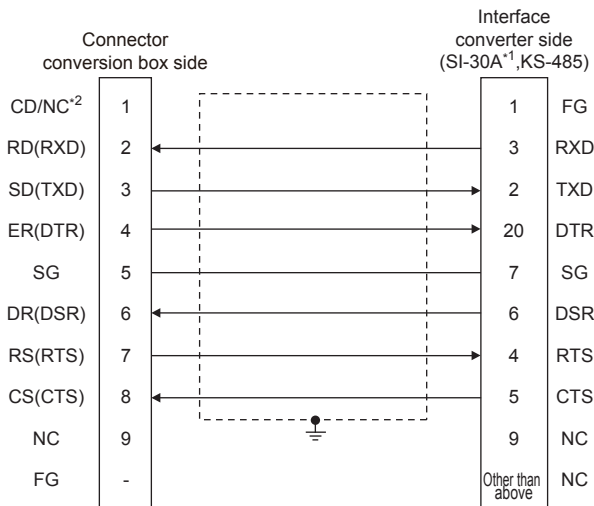 Connector
conversion box side
Interface
converter side
(SI-30A*1,KS-485)
CD/NC*2 1 1 FG
RD(RXD) 2 3 RXD
SD(TXD) 3 2 TXD
ER(DTR) 4 20 DTR
SG 5 7 SG
DR(DSR) 6 6 DSR
RS(RTS) 7 4 RTS
CS(CTS) 8 5 CTS
NC 9 9 NC
FG - Other than above NC